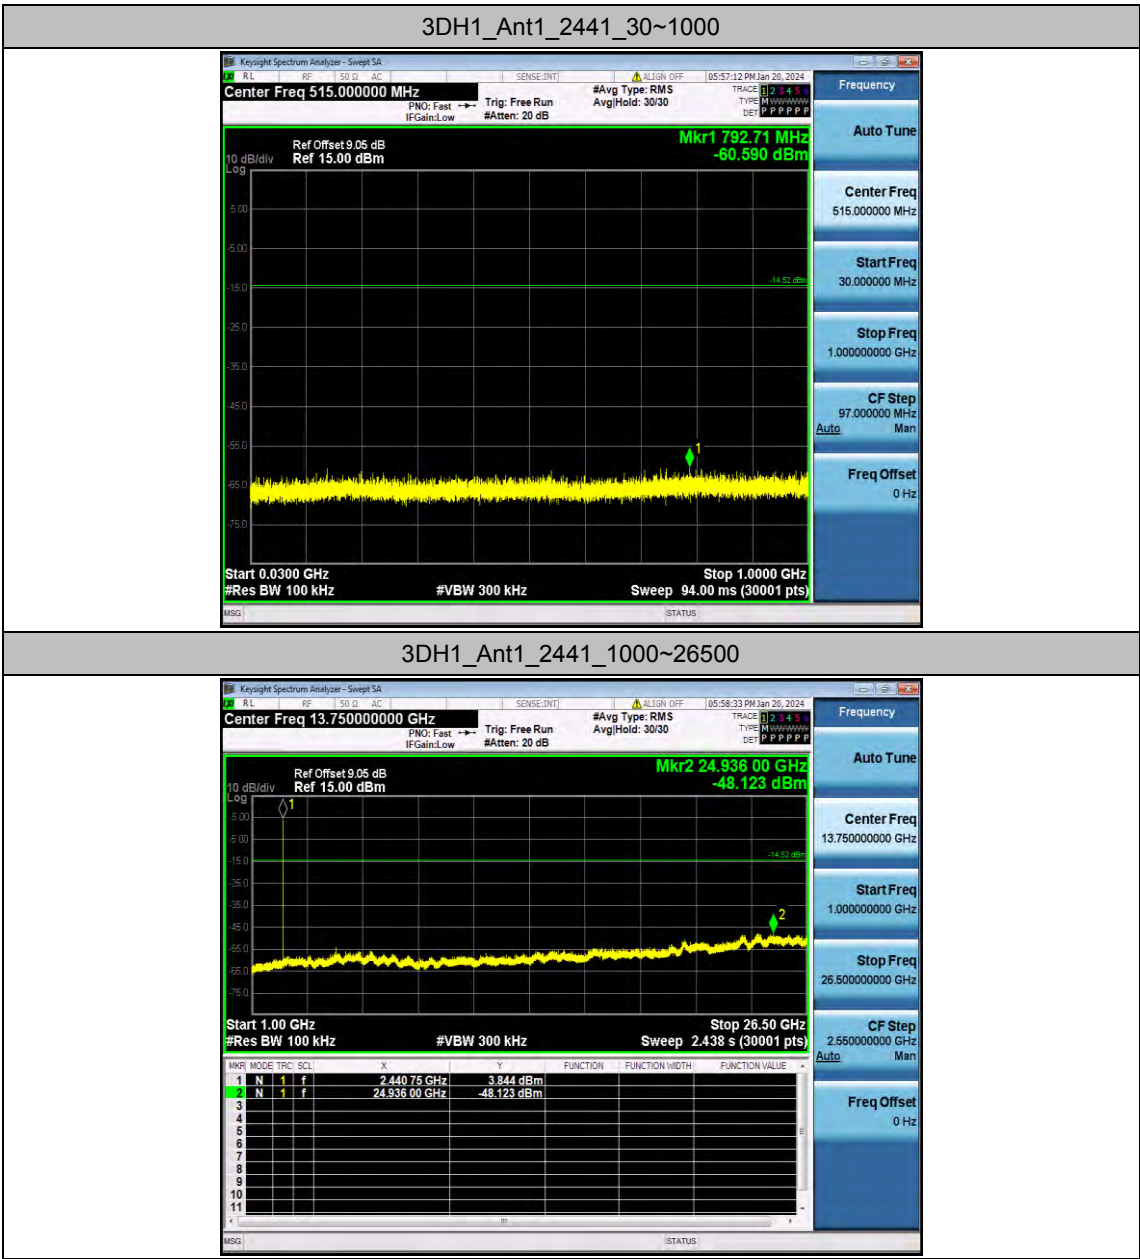 3DH1_Ant1_2441_30~1000
Keysight Spectrum Analyzer - Swept SA
RL RF 50 Ω AC SENSE:INT ALIGN OFF 05:57:12 PM Jan 20, 2024
Center Freq 515.000000 MHz
PNO: Fast
IFGain:Low
Trig: Free Run
#Atten: 20 dB
#Avg Type: RMS
Avg|Hold: 30/30
TRACE 1 2 3 4 5 6
TYPE M WWWWW
DET P P P P P P
Frequency
Mkr1 792.71 MHz
-60.590 dBm
Ref Offset 9.05 dB
10 dB/div Ref 15.00 dBm
Log
5.00
-5.00
-15.0
-25.0
-35.0
-45.0
-55.0
-65.0
-75.0
-14.52 dBm
1
Start 0.0300 GHz Stop 1.0000 GHz
#Res BW 100 kHz #VBW 300 kHz Sweep 94.00 ms (30001 pts)
MSG STATUS
Auto Tune
Center Freq
515.000000 MHz
Start Freq
30.000000 MHz
Stop Freq
1.000000000 GHz
CF Step
97.000000 MHz
Auto Man
Freq Offset
0 Hz
3DH1_Ant1_2441_1000~26500
Keysight Spectrum Analyzer - Swept SA
RL RF 50 Ω AC SENSE:INT ALIGN OFF 05:58:33 PM Jan 20, 2024
Center Freq 13.750000000 GHz
PNO: Fast
IFGain:Low
Trig: Free Run
#Atten: 20 dB
#Avg Type: RMS
Avg|Hold: 30/30
TRACE 1 2 3 4 5 6
TYPE M WWWWW
DET P P P P P P
Frequency
Mkr2 24.936 00 GHz
-48.123 dBm
Ref Offset 9.05 dB
10 dB/div Ref 15.00 dBm
Log
5.00
-5.00
-15.0
-25.0
-35.0
-45.0
-55.0
-65.0
-75.0
1
-14.52 dBm
2
Start 1.00 GHz Stop 26.50 GHz
#Res BW 100 kHz #VBW 300 kHz Sweep 2.438 s (30001 pts)
MKR MODE TRC SCL X Y FUNCTION FUNCTION WIDTH FUNCTION VALUE
1 N 1 f 2.440 75 GHz 3.844 dBm
2 N 1 f 24.936 00 GHz -48.123 dBm
3
4
5
6
7
8
9
10
11
MSG STATUS
Auto Tune
Center Freq
13.750000000 GHz
Start Freq
1.000000000 GHz
Stop Freq
26.500000000 GHz
CF Step
2.550000000 GHz
Auto Man
Freq Offset
0 Hz